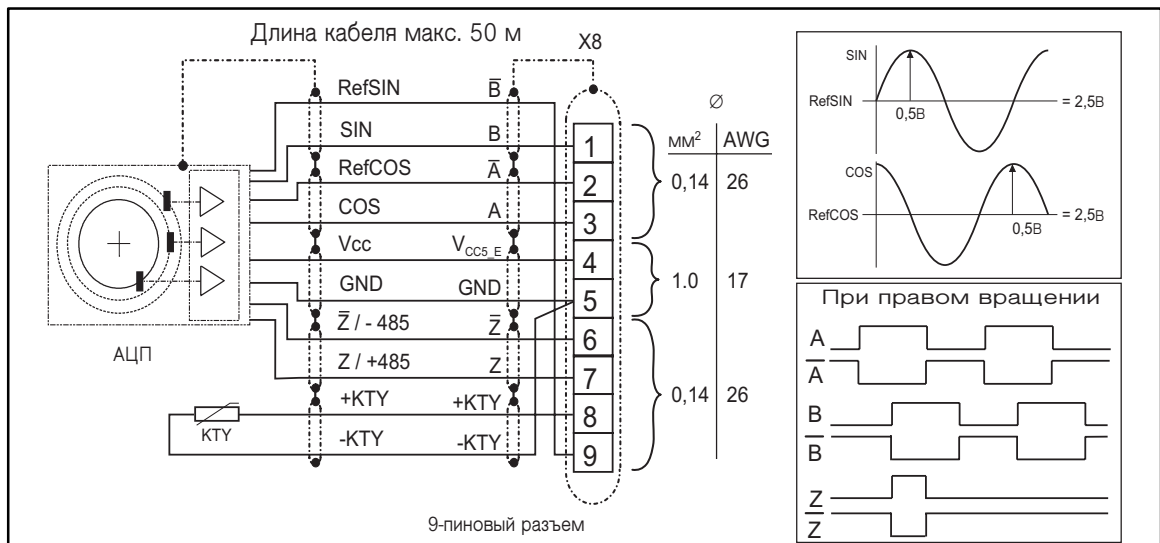 Длина кабеля макс. 50 м
X8
RefSIN B̅
SIN B
RefCOS A̅
COS A
Vcc V_CC5_E
GND GND
Z̅ / - 485 Z̅
Z / +485 Z
+KTY +KTY
-KTY -KTY
АЦП
KTY
1
2
3
4
5
6
7
8
9
9-пиновый разъем
∅
мм² AWG
0,14 26
1.0 17
0,14 26
SIN
RefSIN
0,5В
= 2,5В
COS
RefCOS
0,5В
= 2,5В
При правом вращении
A
A̅
B
B̅
Z
Z̅